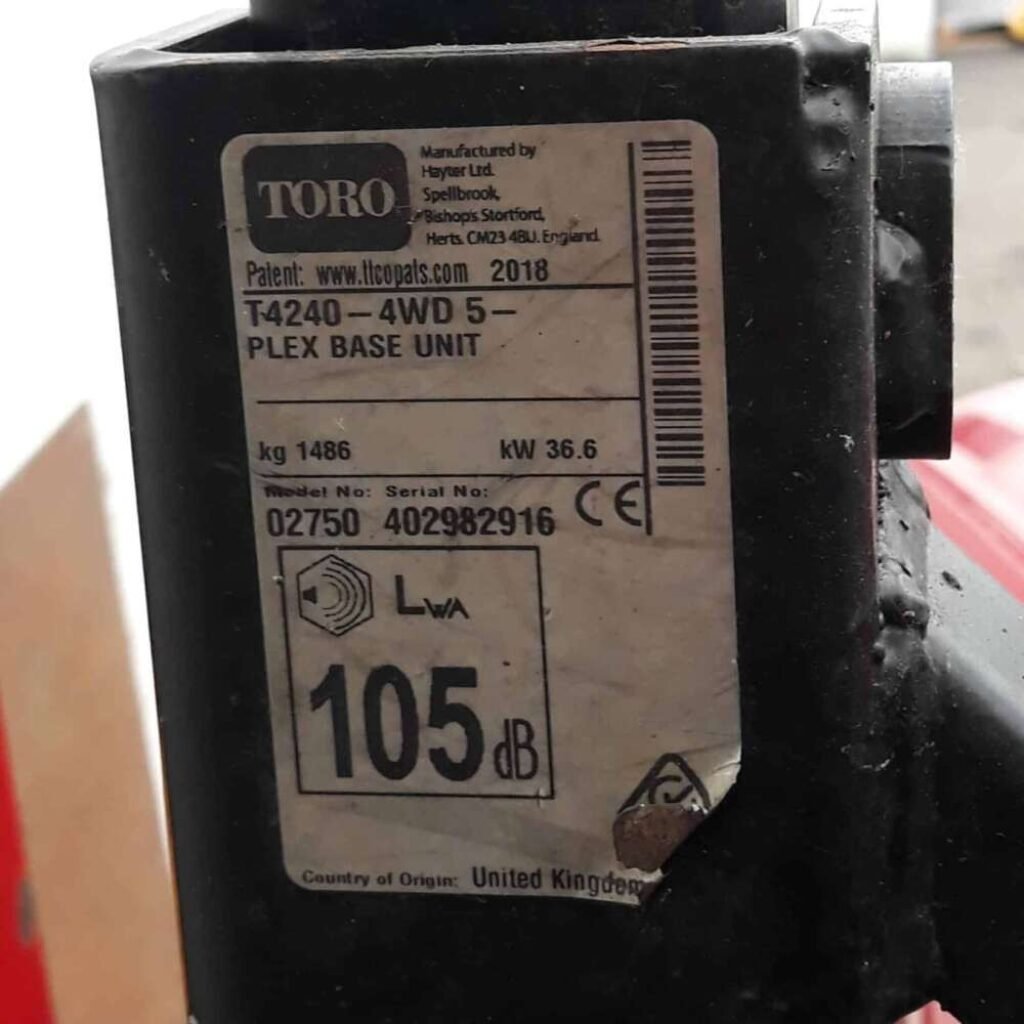 TORO
Manufactured by
Hayter Ltd.
Spellbrook,
Bishop's Stortford,
Herts. CM23 4BU. England.
Patent: www.ttcopats.com 2018
T4240 – 4WD 5 –
PLEX BASE UNIT
kg 1486 kW 36.6
Model No: Serial No:
02750 402982916 CE
LWA
105 dB
Country of Origin: United Kingdom